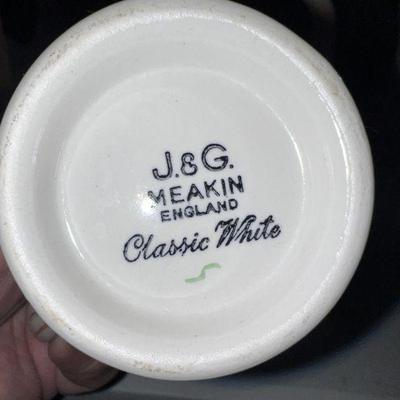 J.&G.
MEAKIN
ENGLAND
Classic White